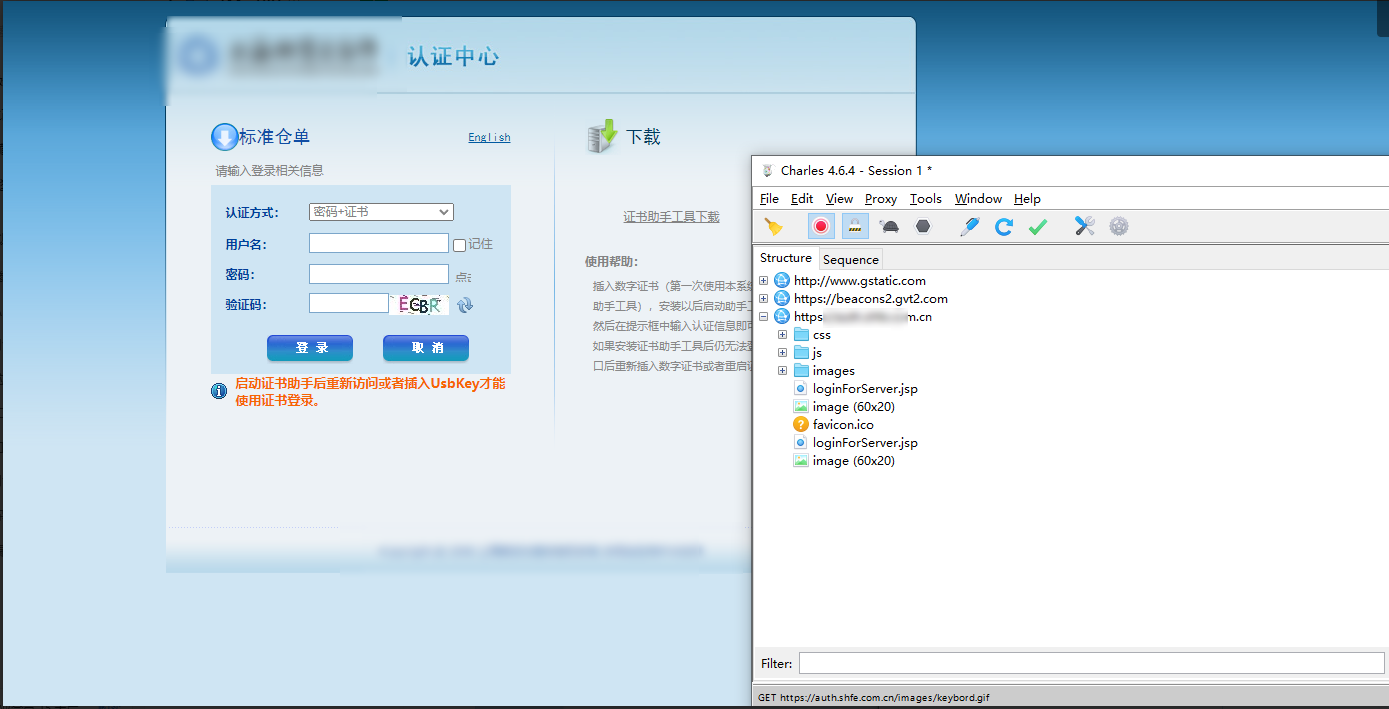 认证中心
标准仓单
English
下载
请输入登录相关信息
认证方式：
密码+证书
用户名：
记住
密码：
验证码：
ECBR
登 录
取 消
启动证书助手后重新访问或者插入UsbKey才能
使用证书登录。
证书助手工具下载
使用帮助：
插入数字证书（第一次使用本系统
助手工具），安装以后启动助手工
然后在提示框中输入认证信息即可
如果安装证书助手工具后仍无法登
口后重新插入数字证书或者重启
Charles 4.6.4 - Session 1 *
File Edit View Proxy Tools Window Help
Structure Sequence
http://www.gstatic.com
https://beacons2.gvt2.com
https
m.cn
css
js
images
loginForServer.jsp
image (60x20)
favicon.ico
loginForServer.jsp
image (60x20)
Filter:
GET https://auth.shfe.com.cn/images/keybord.gif